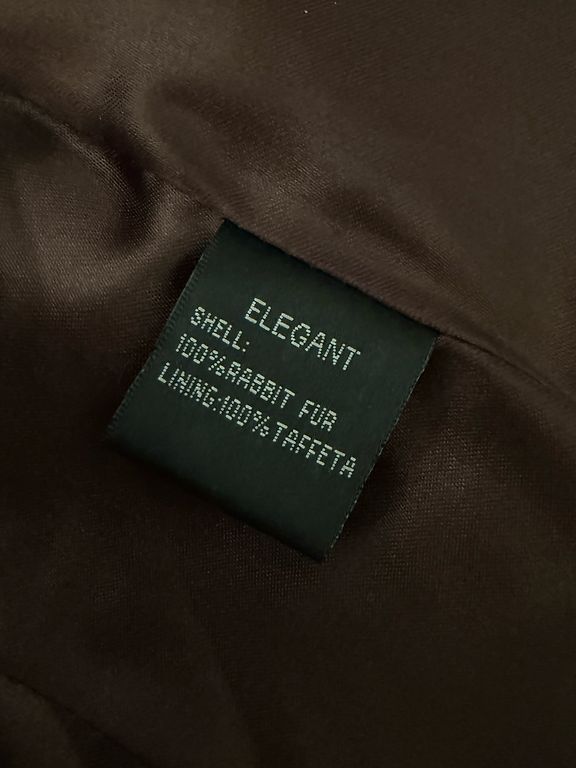 ELEGANT
SHELL:
100%RABBIT FUR
LINING:100%TAFFETA